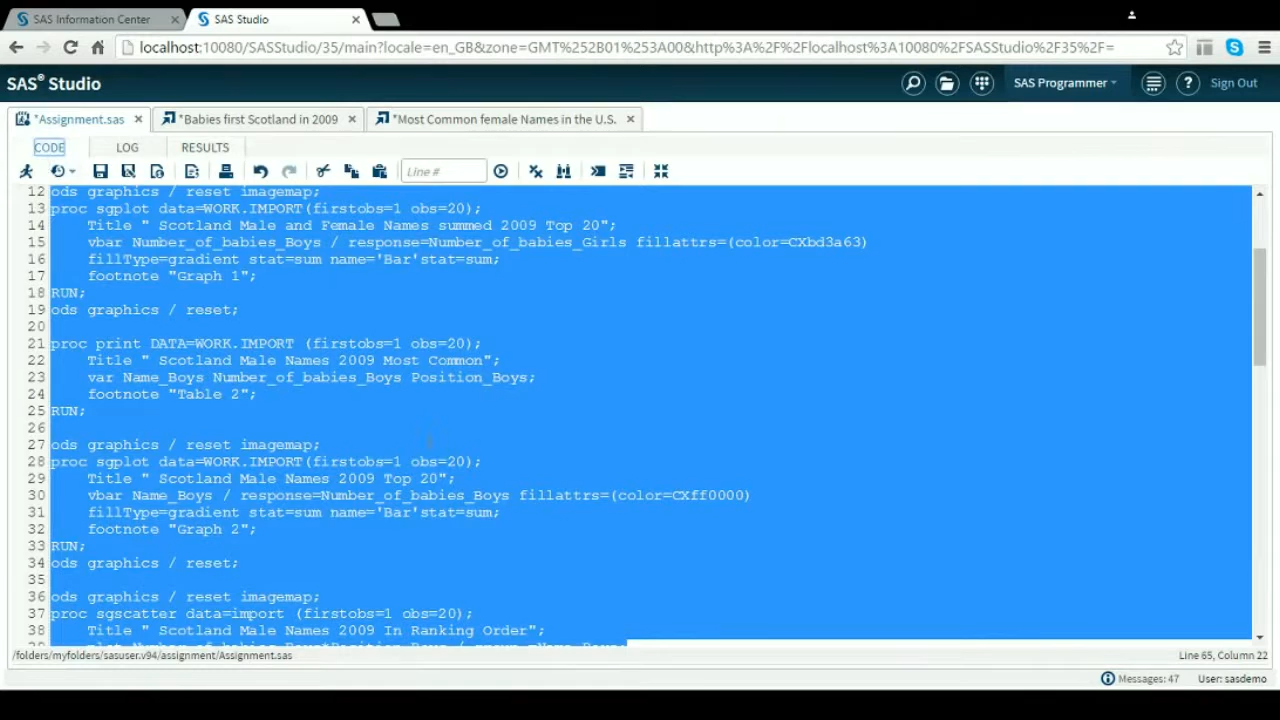 SAS Information Center
SAS Studio
localhost:10080/SASStudio/35/main?locale=en_GB&zone=GMT%252B01%253A00&http%3A%2F%2Flocalhost%3A10080%2FSASStudio%2F35%2F=
SAS® Studio
SAS Programmer
Sign Out
*Assignment.sas
*Babies first Scotland in 2009
*Most Common female Names in the U.S.
CODE
LOG
RESULTS
Line #
12 ods graphics / reset imagemap;
13 proc sgplot data=WORK.IMPORT(firstobs=1 obs=20);
14 Title " Scotland Male and Female Names summed 2009 Top 20";
15 vbar Number_of_babies_Boys / response=Number_of_babies_Girls fillattrs=(color=CXbd3a63)
16 fillType=gradient stat=sum name='Bar'stat=sum;
17 footnote "Graph 1";
18 RUN;
19 ods graphics / reset;
20
21 proc print DATA=WORK.IMPORT (firstobs=1 obs=20);
22 Title " Scotland Male Names 2009 Most Common";
23 var Name_Boys Number_of_babies_Boys Position_Boys;
24 footnote "Table 2";
25 RUN;
26
27 ods graphics / reset imagemap;
28 proc sgplot data=WORK.IMPORT(firstobs=1 obs=20);
29 Title " Scotland Male Names 2009 Top 20";
30 vbar Name_Boys / response=Number_of_babies_Boys fillattrs=(color=CXff0000)
31 fillType=gradient stat=sum name='Bar'stat=sum;
32 footnote "Graph 2";
33 RUN;
34 ods graphics / reset;
35
36 ods graphics / reset imagemap;
37 proc sgscatter data=import (firstobs=1 obs=20);
38 Title " Scotland Male Names 2009 In Ranking Order";
/folders/myfolders/sasuser.v94/assignment/Assignment.sas
Line 65, Column 22
Messages: 47
User: sasdemo